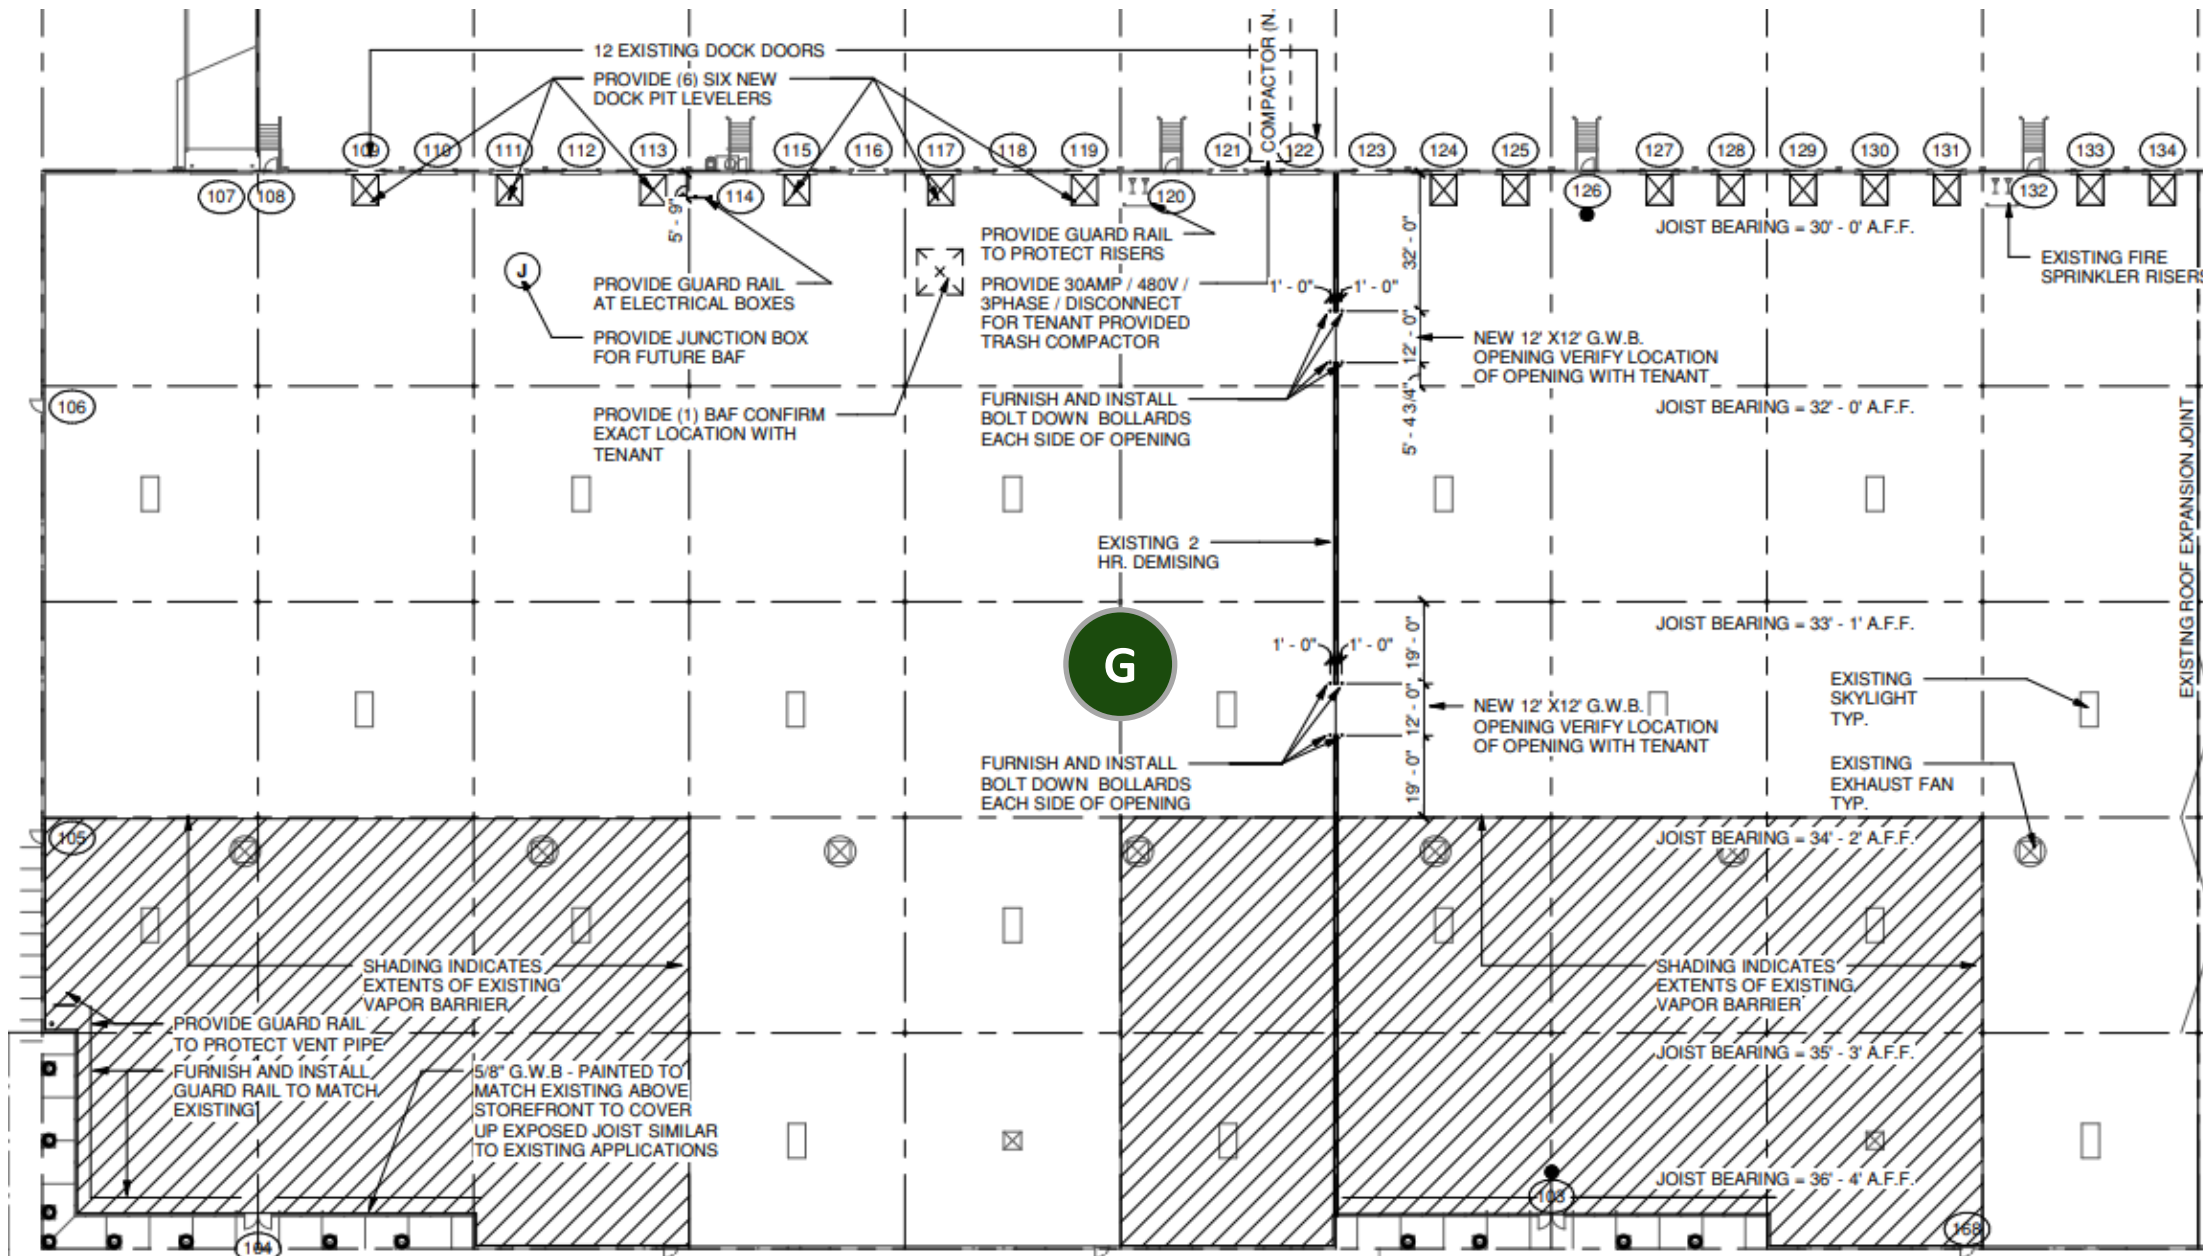 12 EXISTING DOCK DOORS
PROVIDE (6) SIX NEW
DOCK PIT LEVELERS
COMPACTOR (N.
109
110
111
112
113
115
116
117
118
119
121
122
123
124
125
127
128
129
130
131
133
134
107
108
114
120
126
132
5' - 9"
J
PROVIDE GUARD RAIL
AT ELECTRICAL BOXES
PROVIDE JUNCTION BOX
FOR FUTURE BAF
PROVIDE (1) BAF CONFIRM
EXACT LOCATION WITH
TENANT
PROVIDE GUARD RAIL
TO PROTECT RISERS
PROVIDE 30AMP / 480V /
3PHASE / DISCONNECT
FOR TENANT PROVIDED
TRASH COMPACTOR
FURNISH AND INSTALL
BOLT DOWN BOLLARDS
EACH SIDE OF OPENING
1' - 0"
1' - 0"
32' - 0"
12' - 0"
5' - 4 3/4"
NEW 12' X12' G.W.B.
OPENING VERIFY LOCATION
OF OPENING WITH TENANT
JOIST BEARING = 30' - 0' A.F.F.
EXISTING FIRE
SPRINKLER RISERS
106
JOIST BEARING = 32' - 0' A.F.F.
EXISTING ROOF EXPANSION JOINT
EXISTING 2
HR. DEMISING
G
JOIST BEARING = 33' - 1' A.F.F.
1' - 0"
1' - 0"
19' - 0"
12' - 0"
19' - 0"
NEW 12' X12' G.W.B.
OPENING VERIFY LOCATION
OF OPENING WITH TENANT
EXISTING
SKYLIGHT
TYP.
FURNISH AND INSTALL
BOLT DOWN BOLLARDS
EACH SIDE OF OPENING
EXISTING
EXHAUST FAN
TYP.
105
JOIST BEARING = 34' - 2' A.F.F.
SHADING INDICATES
EXTENTS OF EXISTING
VAPOR BARRIER
SHADING INDICATES
EXTENTS OF EXISTING
VAPOR BARRIER
PROVIDE GUARD RAIL
TO PROTECT VENT PIPE
FURNISH AND INSTALL
GUARD RAIL TO MATCH
EXISTING
5/8" G.W.B - PAINTED TO
MATCH EXISTING ABOVE
STOREFRONT TO COVER
UP EXPOSED JOIST SIMILAR
TO EXISTING APPLICATIONS
JOIST BEARING = 35' - 3' A.F.F.
JOIST BEARING = 36' - 4' A.F.F.
103
104
168